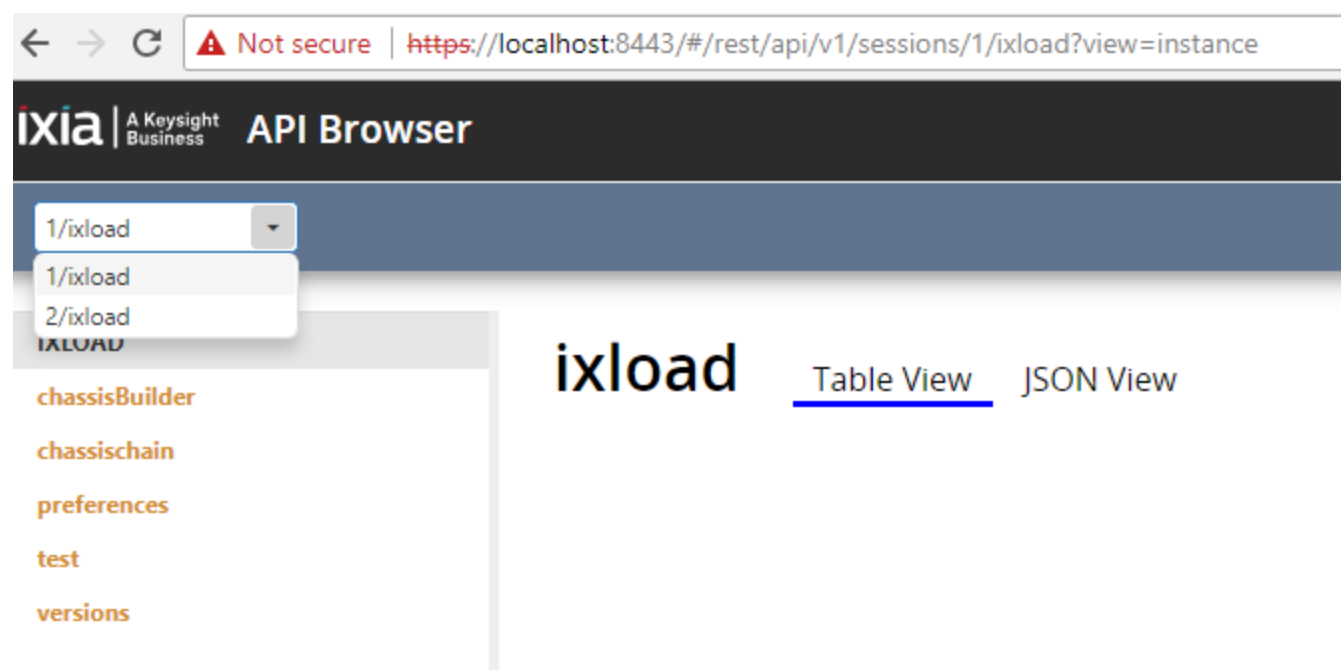 Not secure | https://localhost:8443/#/rest/api/v1/sessions/1/ixload?view=instance
ixia | A Keysight Business API Browser
1/ixload
1/ixload
2/ixload
IXLOAD
chassisBuilder
chassischain
preferences
test
versions
ixload Table View JSON View